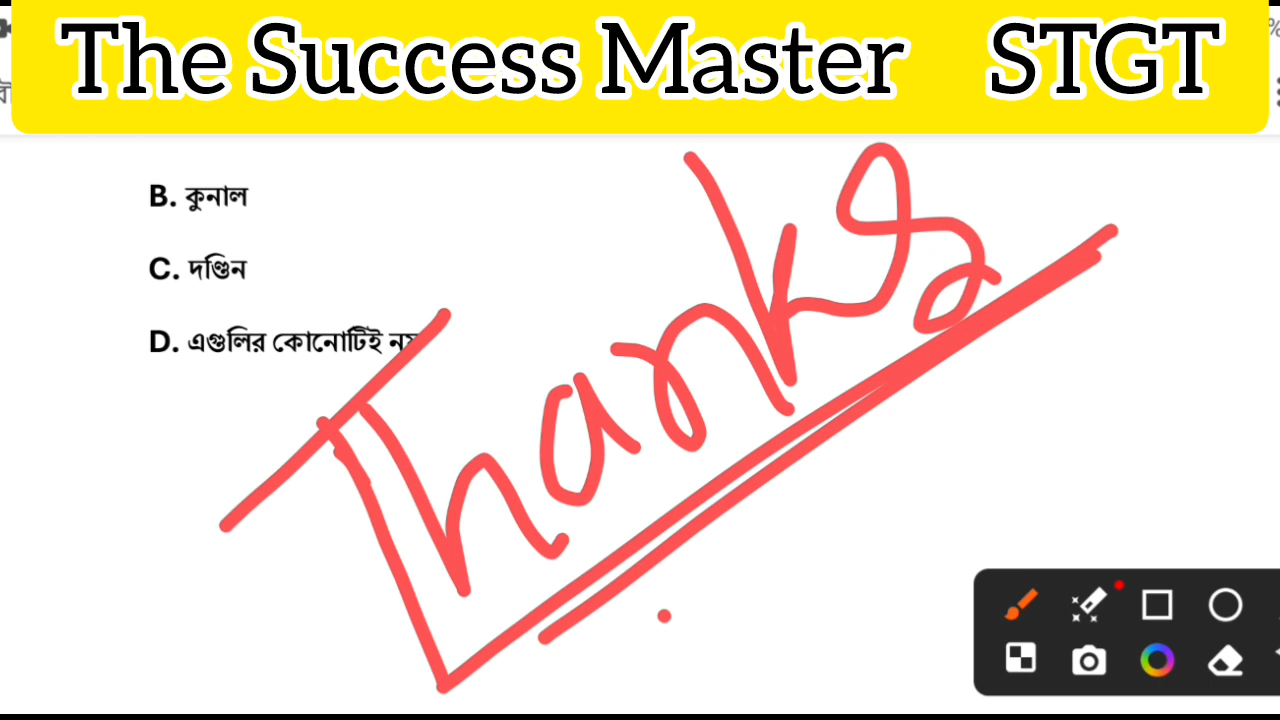 The Success Master STGT
B. কুনাল
C. দণ্ডিন
D. এগুলির কোনোটিই
Thanks